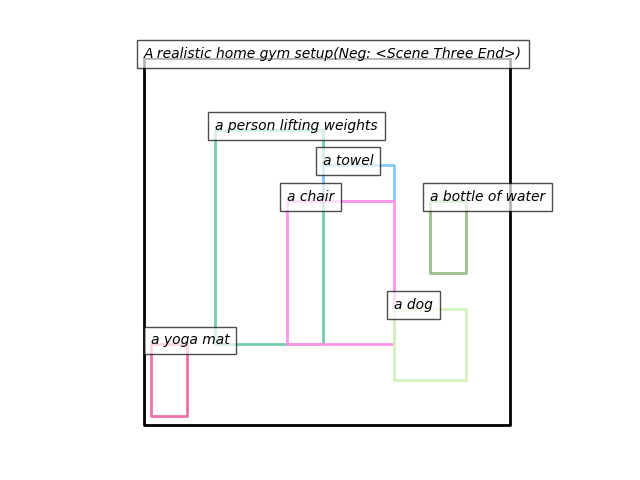 A realistic home gym setup(Neg: <Scene Three End>)
a person lifting weights
a towel
a chair
a bottle of water
a dog
a yoga mat